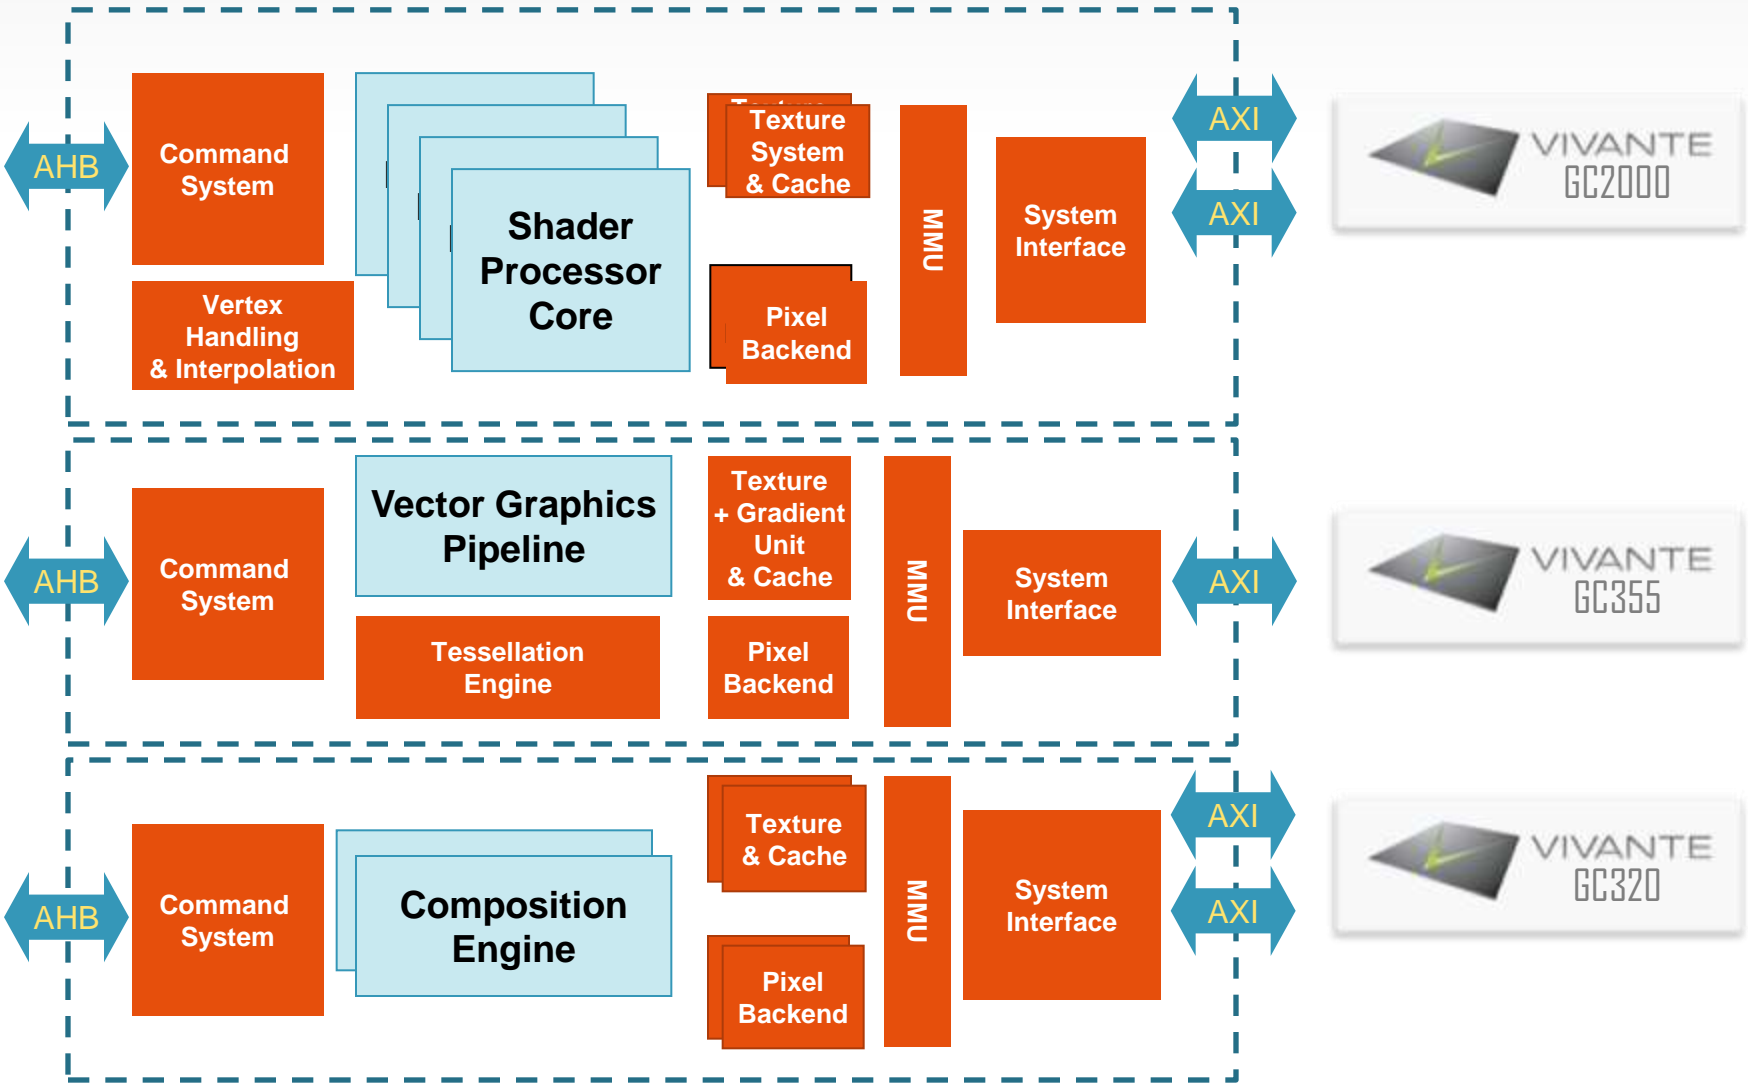 AHB
Command
System
Vertex
Handling
& Interpolation
Shader
Processor
Core
Texture
Texture
System
& Cache
Pixel
Backend
MMU
System
Interface
AXI
AXI
VIVANTE
GC2000
AHB
Command
System
Vector Graphics
Pipeline
Tessellation
Engine
Texture
+ Gradient
Unit
& Cache
Pixel
Backend
MMU
System
Interface
AXI
VIVANTE
GC355
AHB
Command
System
Composition
Engine
Texture
& Cache
Pixel
Backend
MMU
System
Interface
AXI
AXI
VIVANTE
GC320